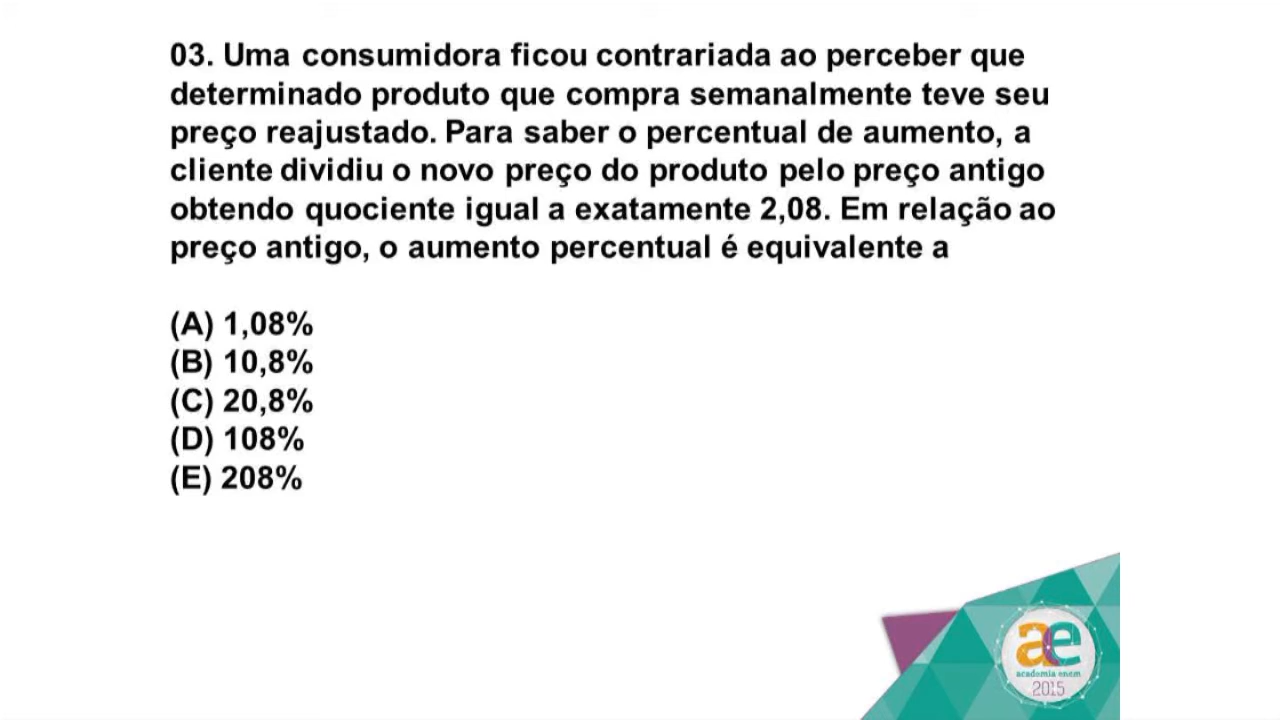 03. Uma consumidora ficou contrariada ao perceber que
determinado produto que compra semanalmente teve seu
preço reajustado. Para saber o percentual de aumento, a
cliente dividiu o novo preço do produto pelo preço antigo
obtendo quociente igual a exatamente 2,08. Em relação ao
preço antigo, o aumento percentual é equivalente a
(A) 1,08%
(B) 10,8%
(C) 20,8%
(D) 108%
(E) 208%
ae
academia enem
2015